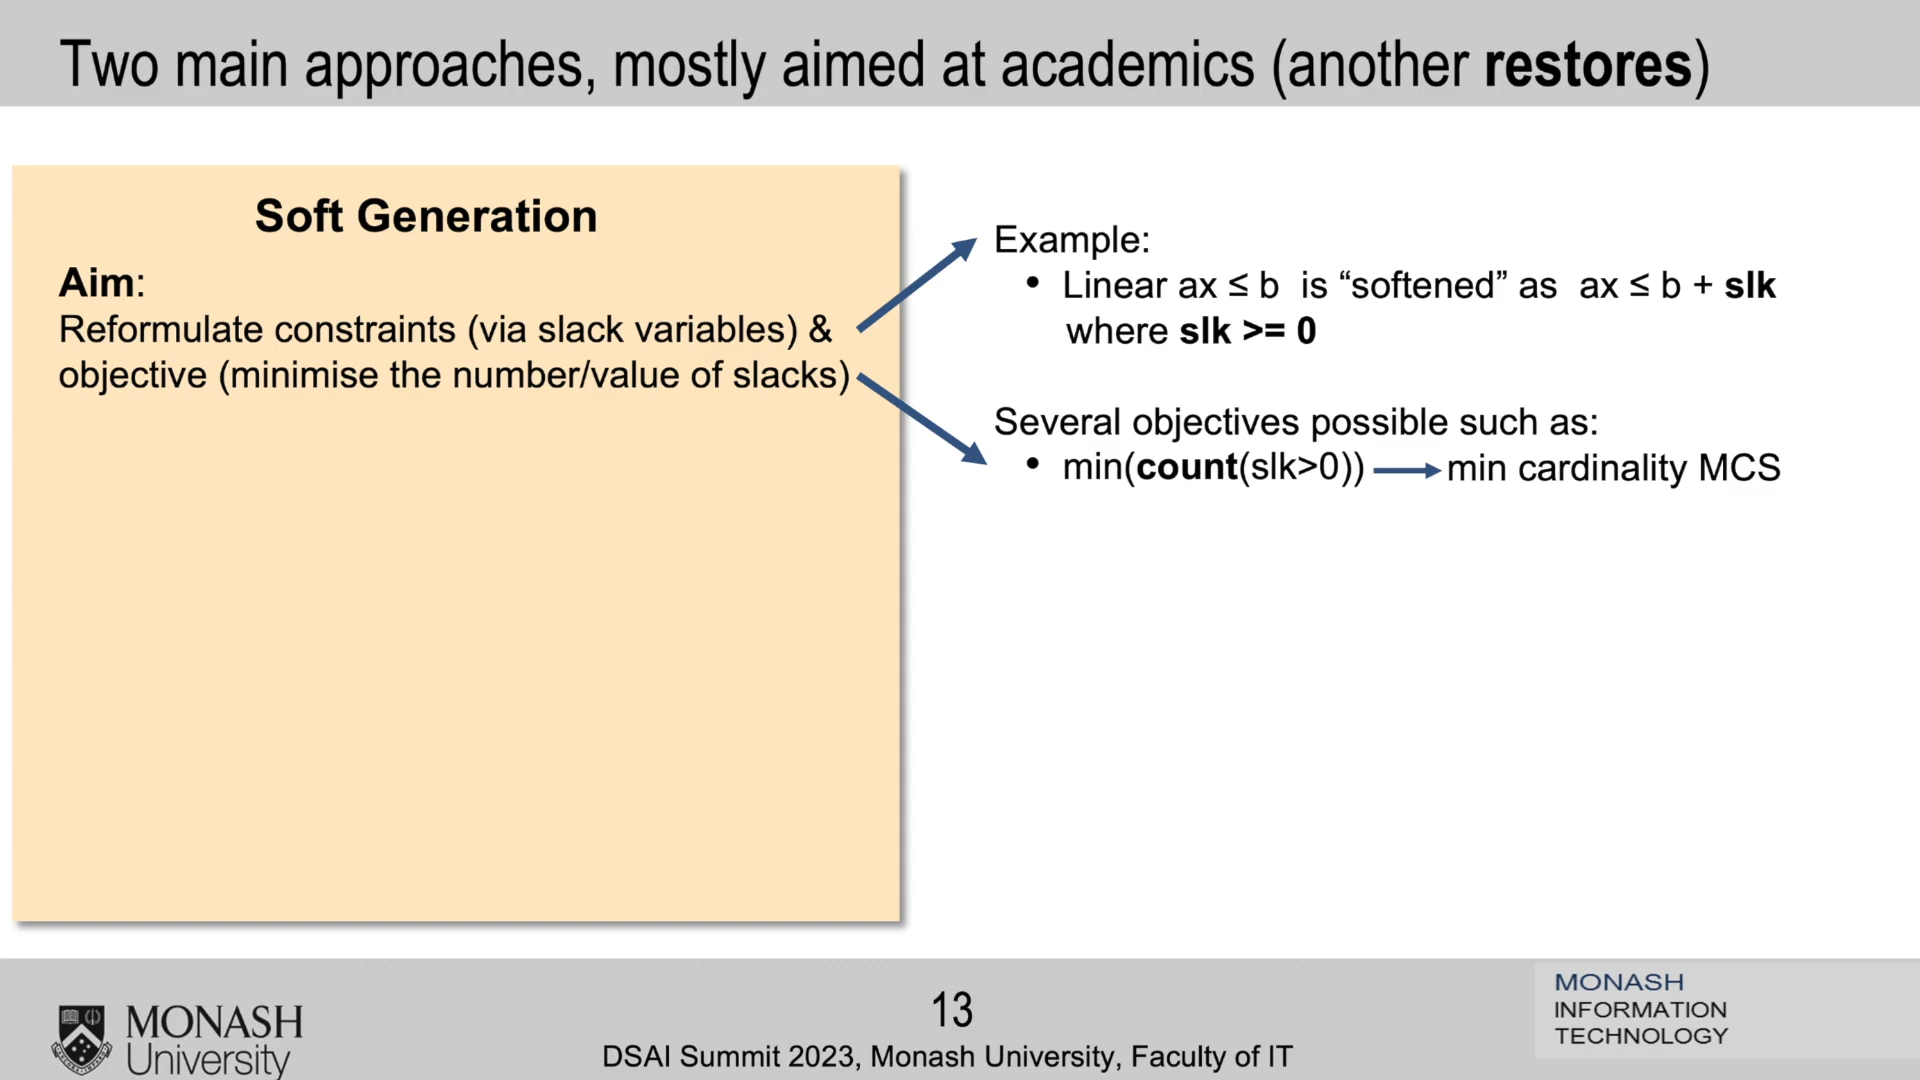 Two main approaches, mostly aimed at academics (another restores)
Soft Generation
Aim:
Reformulate constraints (via slack variables) &
objective (minimise the number/value of slacks)
Example:
• Linear ax ≤ b is “softened” as ax ≤ b + slk
where slk >= 0
Several objectives possible such as:
• min(count(slk>0)) → min cardinality MCS
MONASH
University
13
DSAI Summit 2023, Monash University, Faculty of IT
MONASH
INFORMATION
TECHNOLOGY